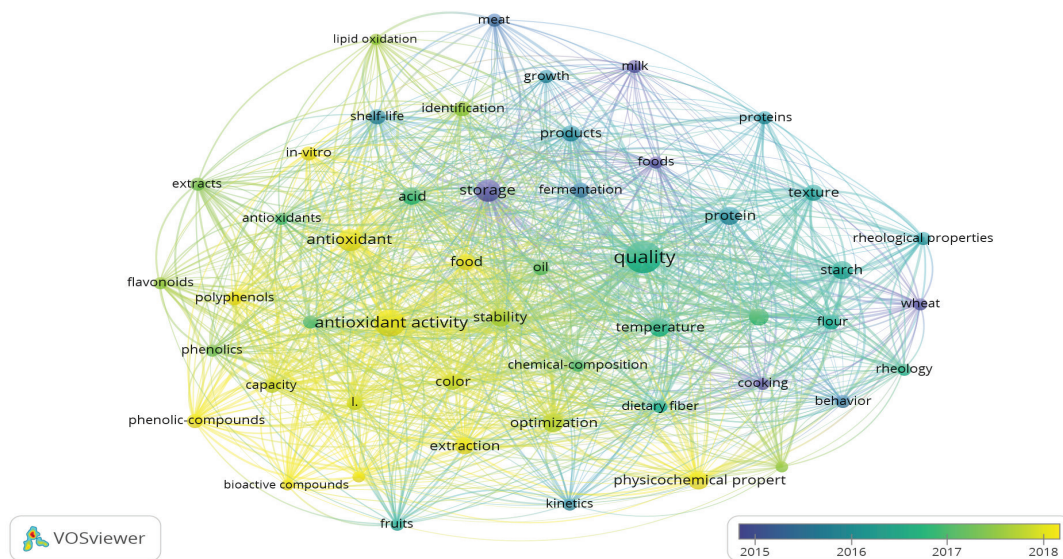 meat
lipid oxidation
milk
growth
identification
shelf-life
proteins
products
in-vitro
foods
extracts
storage
fermentation
texture
acid
antioxidants
protein
antioxidant
rheological properties
quality
food
oil
starch
flavonoids
polyphenols
wheat
antioxidant activity
stability
temperature
flour
phenolics
chemical-composition
rheology
capacity
color
cooking
l.
behavior
dietary fiber
phenolic-compounds
optimization
extraction
physicochemical propert
bioactive compounds
kinetics
fruits
VOSviewer
2015 2016 2017 2018